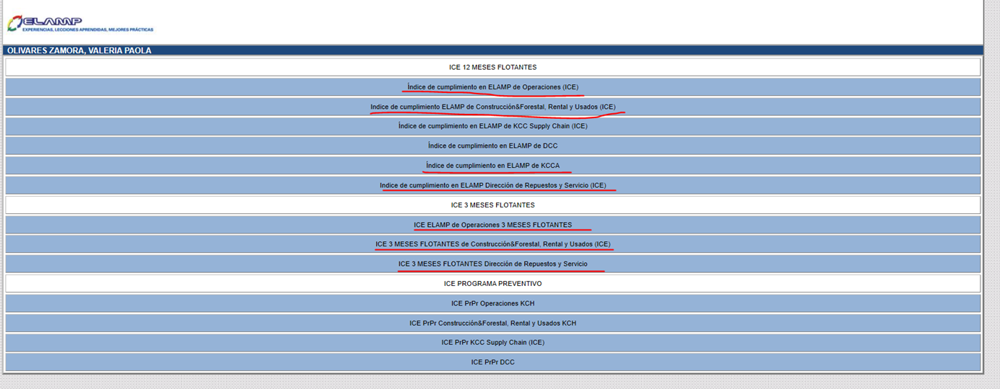 ELAMP
EXPERIENCIAS, LECCIONES APRENDIDAS, MEJORES PRÁCTICAS
OLIVARES ZAMORA, VALERIA PAOLA
ICE 12 MESES FLOTANTES
Índice de cumplimiento en ELAMP de Operaciones (ICE)
Indice de cumplimiento ELAMP de Construcción&Forestal, Rental y Usados (ICE)
Índice de cumplimiento en ELAMP de KCC Supply Chain (ICE)
Índice de cumplimiento en ELAMP de DCC
Índice de cumplimiento en ELAMP de KCCA
Indice de cumplimiento en ELAMP Dirección de Repuestos y Servicio (ICE)
ICE 3 MESES FLOTANTES
ICE ELAMP de Operaciones 3 MESES FLOTANTES
ICE 3 MESES FLOTANTES de Construcción&Forestal, Rental y Usados (ICE)
ICE 3 MESES FLOTANTES Dirección de Repuestos y Servicio
ICE PROGRAMA PREVENTIVO
ICE PrPr Operaciones KCH
ICE PrPr Construcción&Forestal, Rental y Usados KCH
ICE PrPr KCC Supply Chain (ICE)
ICE PrPr DCC